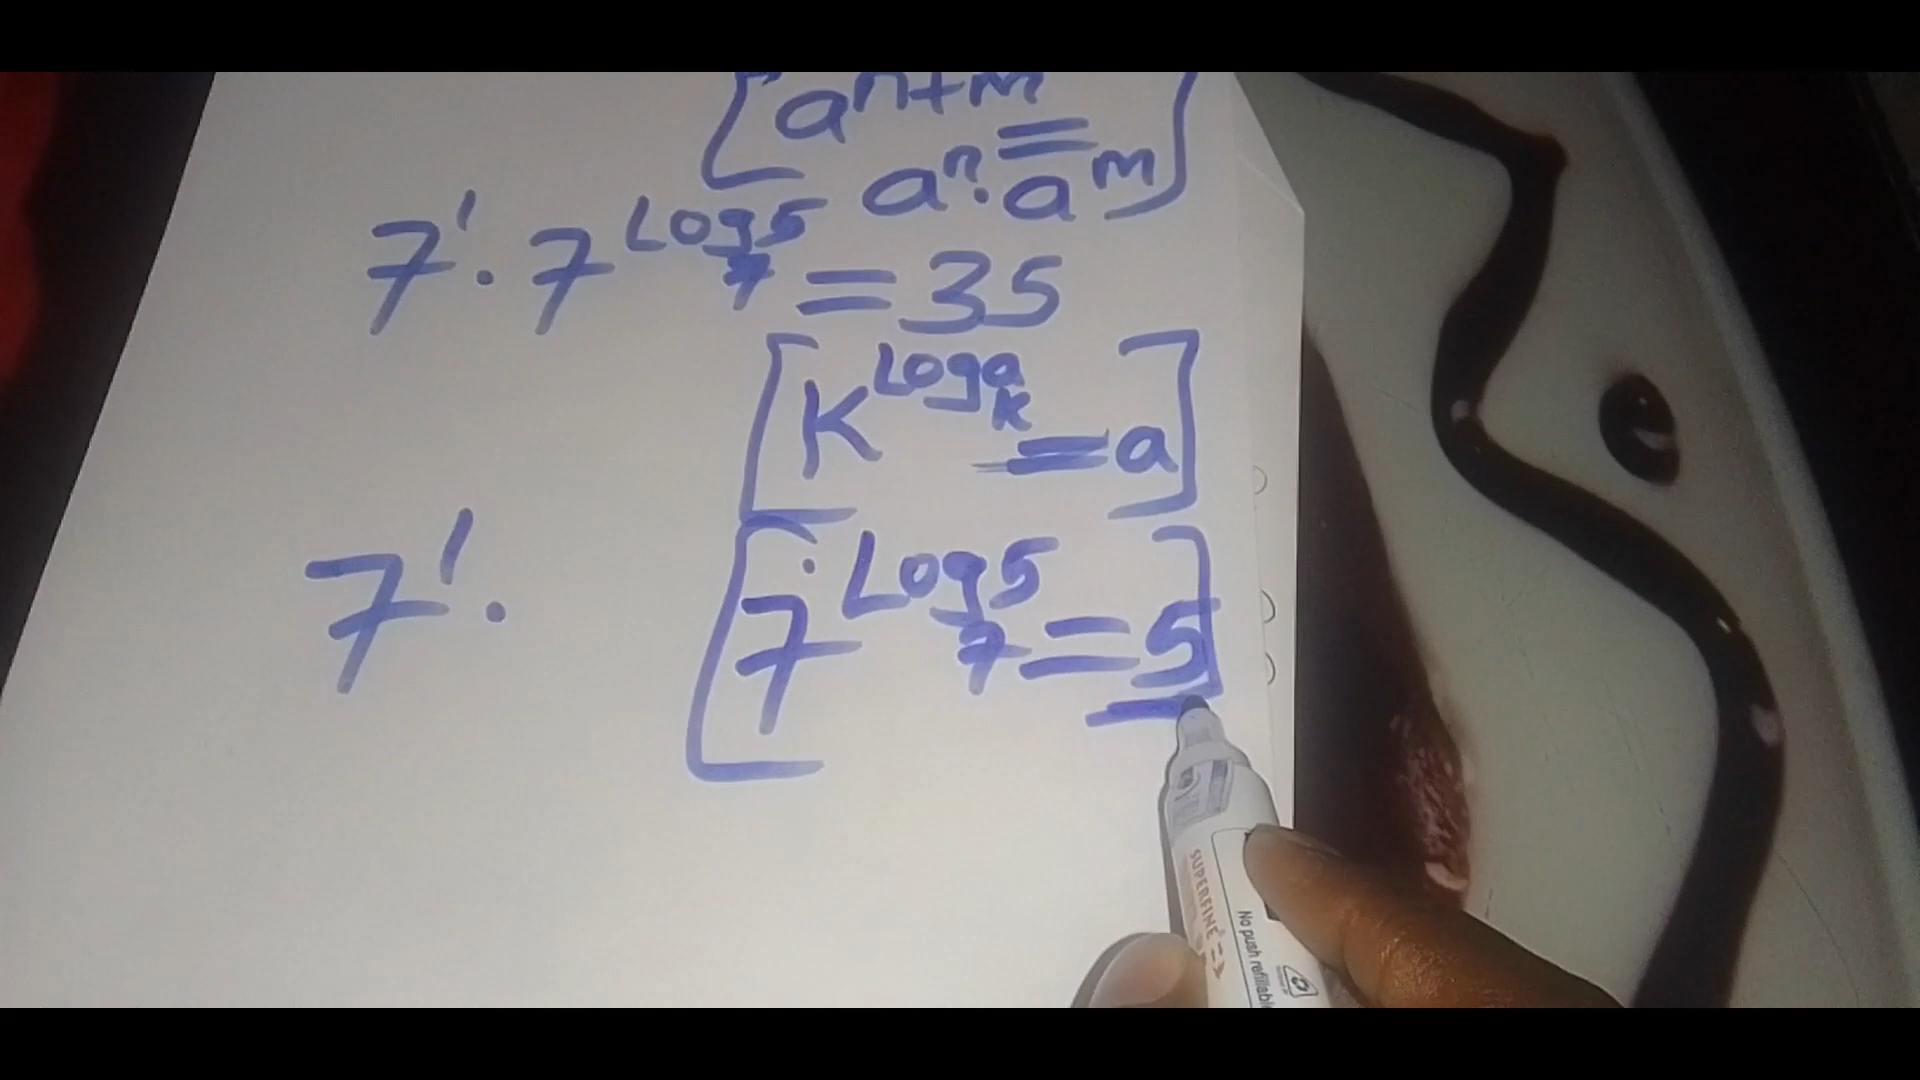 [a^{n+m} =
a^n · a^m]
7^1 · 7^{Log_7 5} = 35
[K^{Log_k a} = a]
7^1 · [7^{Log_7 5} = 5]
SUPERFINE
No push refillable